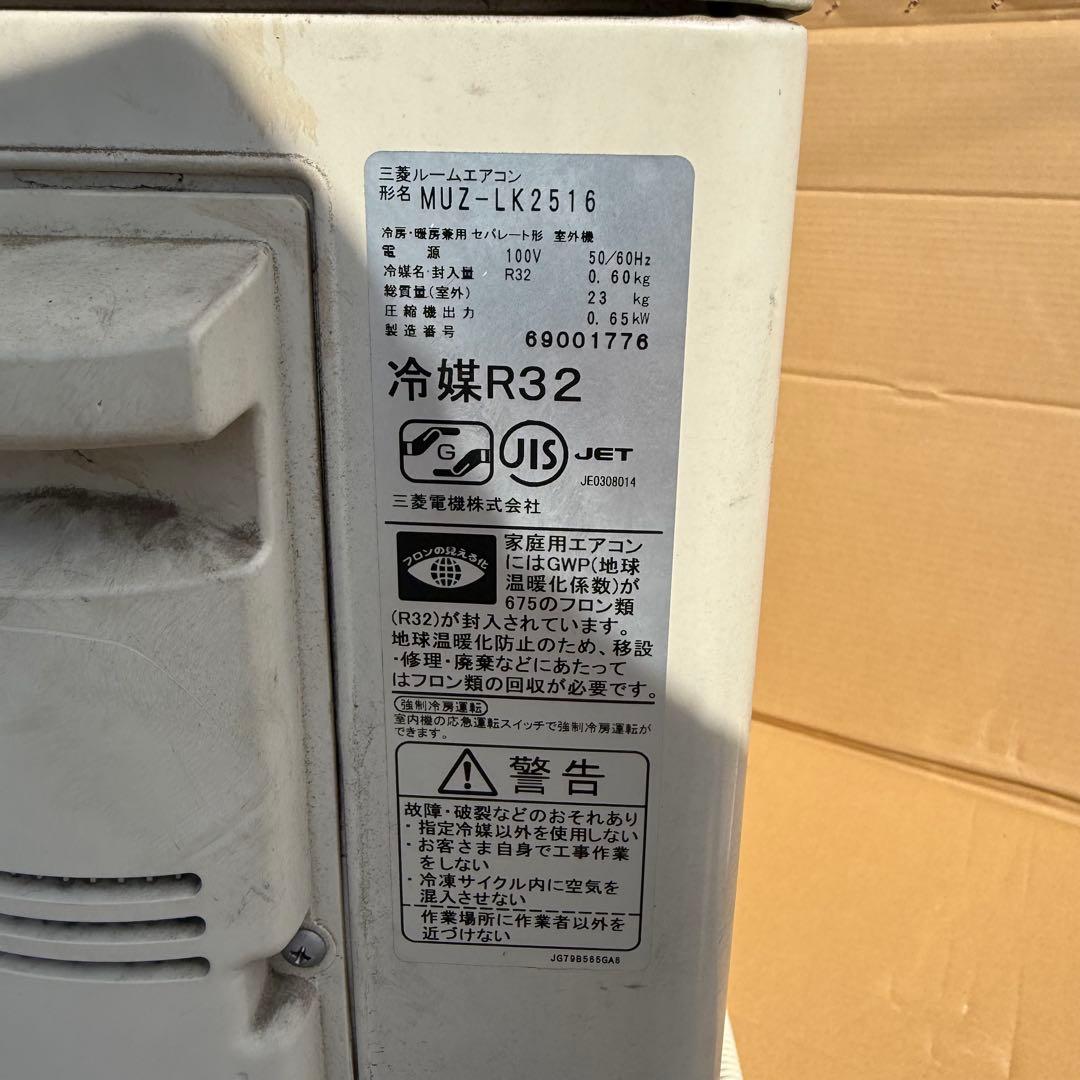 三菱ルームエアコン
形名 MUZ-LK2516
冷房・暖房兼用 セパレート形 室外機
電源 100V 50/60Hz
冷媒名・封入量 R32 0.60kg
総質量(室外) 23 kg
圧縮機出力 0.65kW
製造番号 69001776
冷媒R32
G JIS JET
JE0308014
三菱電機株式会社
フロンの見える化
家庭用エアコン
にはGWP(地球
温暖化係数)が
675のフロン類
(R32)が封入されています。
地球温暖化防止のため、移設
・修理・廃棄などにあたって
はフロン類の回収が必要です。
強制冷房運転
室内機の応急運転スイッチで強制冷房運転が
できます。
警告
故障・破裂などのおそれあり
・指定冷媒以外を使用しない
・お客さま自身で工事作業
をしない
・冷凍サイクル内に空気を
混入させない
作業場所に作業者以外を
近づけない
JG79B565GA6